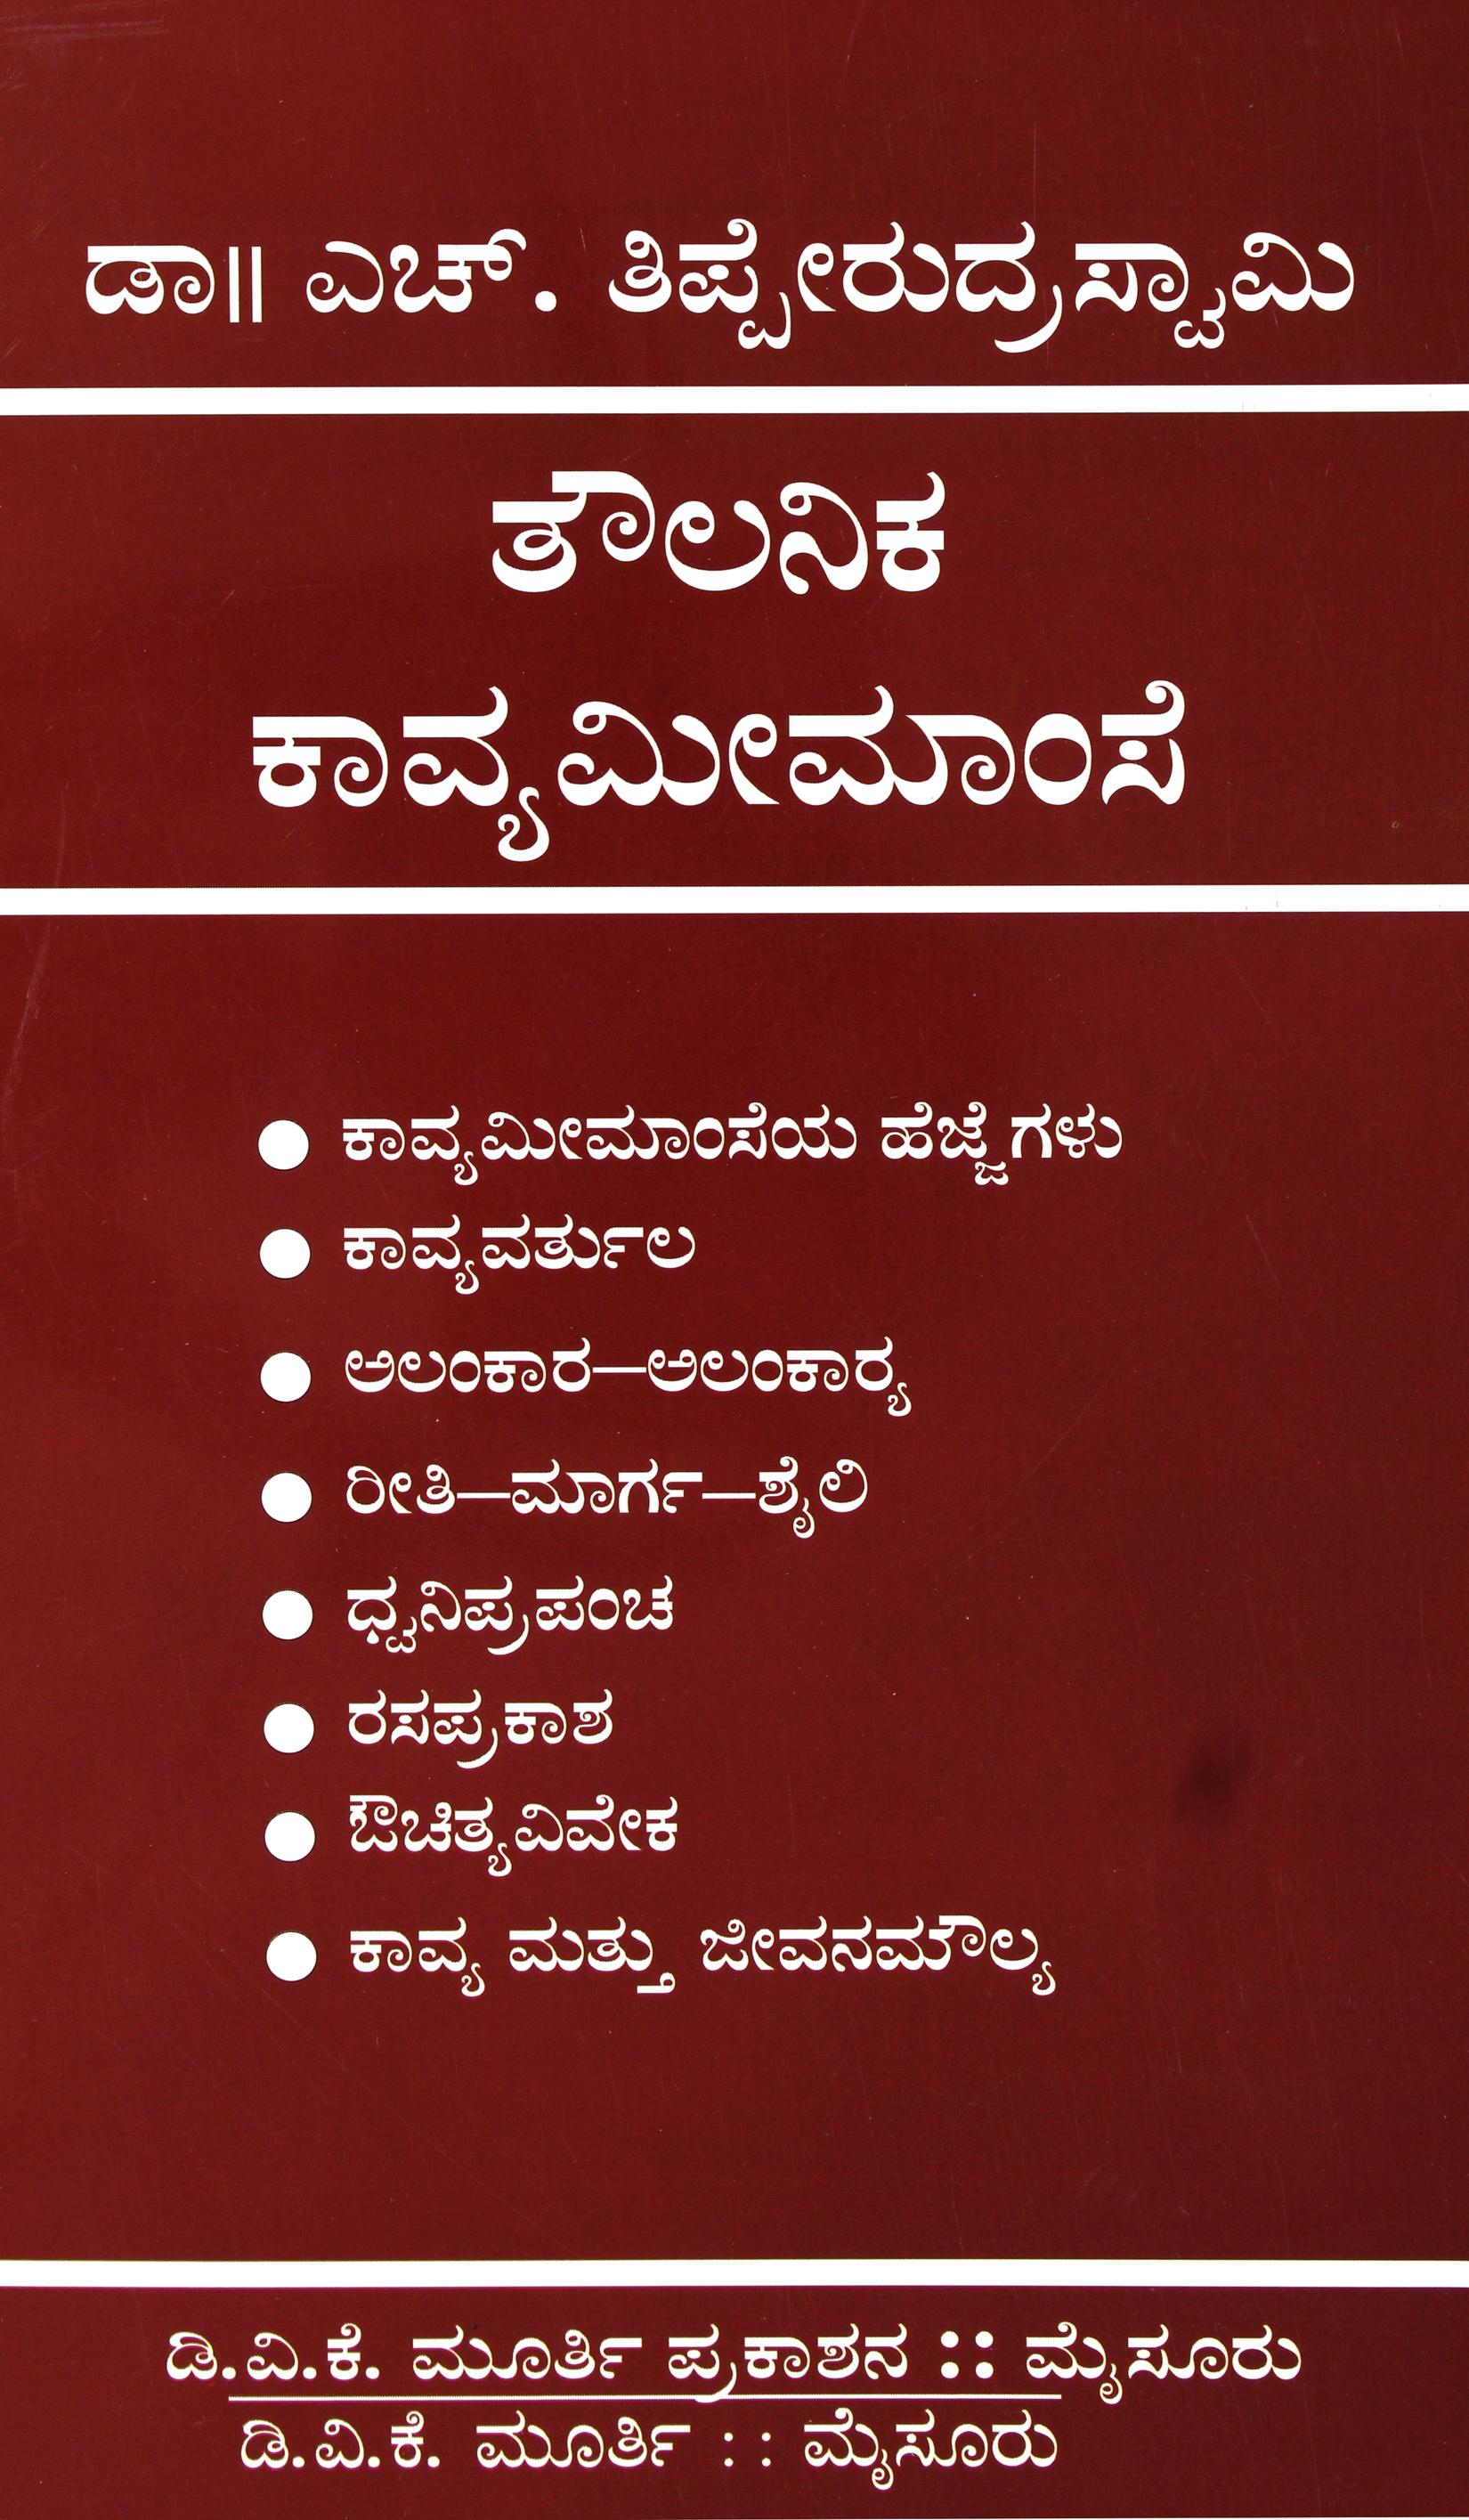 ಡಾ|| ಎಚ್. ತಿಪ್ಪೇರುದ್ರಸ್ವಾಮಿ
ತೌಲನಿಕ
ಕಾವ್ಯಮೀಮಾಂಸೆ
● ಕಾವ್ಯಮೀಮಾಂಸೆಯ ಹೆಜ್ಜೆಗಳು
● ಕಾವ್ಯವರ್ತುಲ
● ಅಲಂಕಾರ—ಅಲಂಕಾರ‍್ಯ
● ರೀತಿ—ಮಾರ್ಗ—ಶೈಲಿ
● ಧ್ವನಿಪ್ರಪಂಚ
● ರಸಪ್ರಕಾಶ
● ಔಚಿತ್ಯವಿವೇಕ
● ಕಾವ್ಯ ಮತ್ತು ಜೀವನಮೌಲ್ಯ
ಡಿ.ವಿ.ಕೆ. ಮೂರ್ತಿ ಪ್ರಕಾಶನ :: ಮೈಸೂರು
ಡಿ.ವಿ.ಕೆ. ಮೂರ್ತಿ :: ಮೈಸೂರು